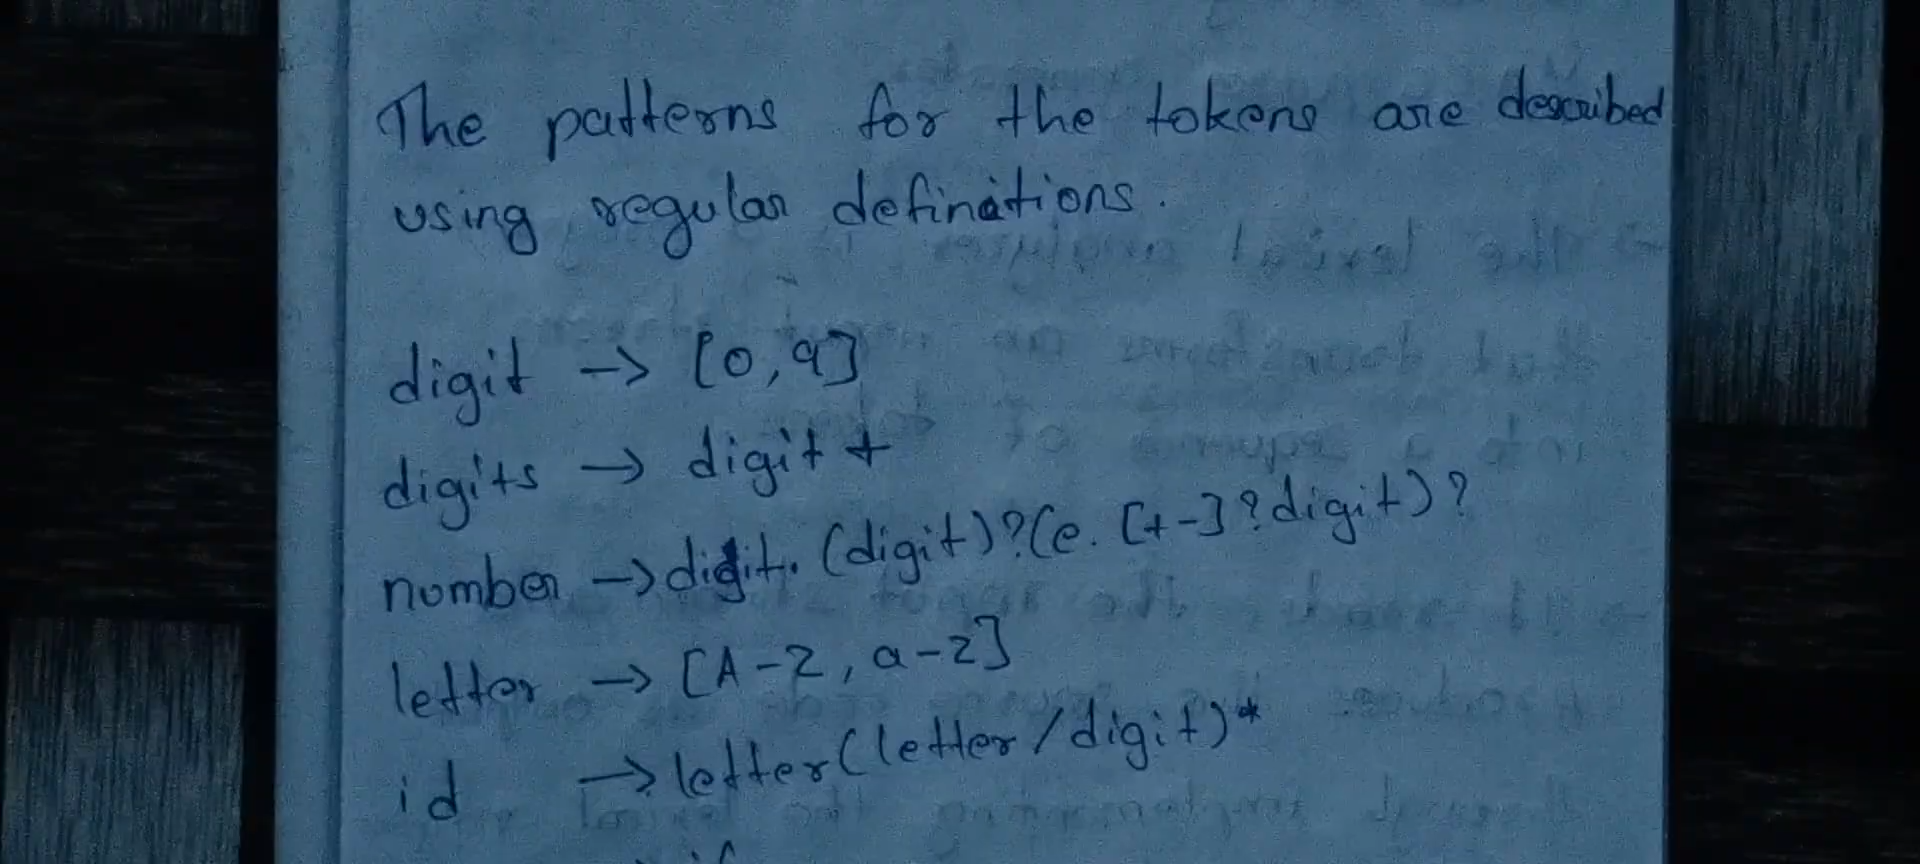 The patterns for the tokens are described
using regular definitions.
digit -> [0,9]
digits -> digit +
number -> digit. (digit)?(e. [+-]?digit)?
letter -> [A-Z, a-z]
id -> letter(letter/digit)*